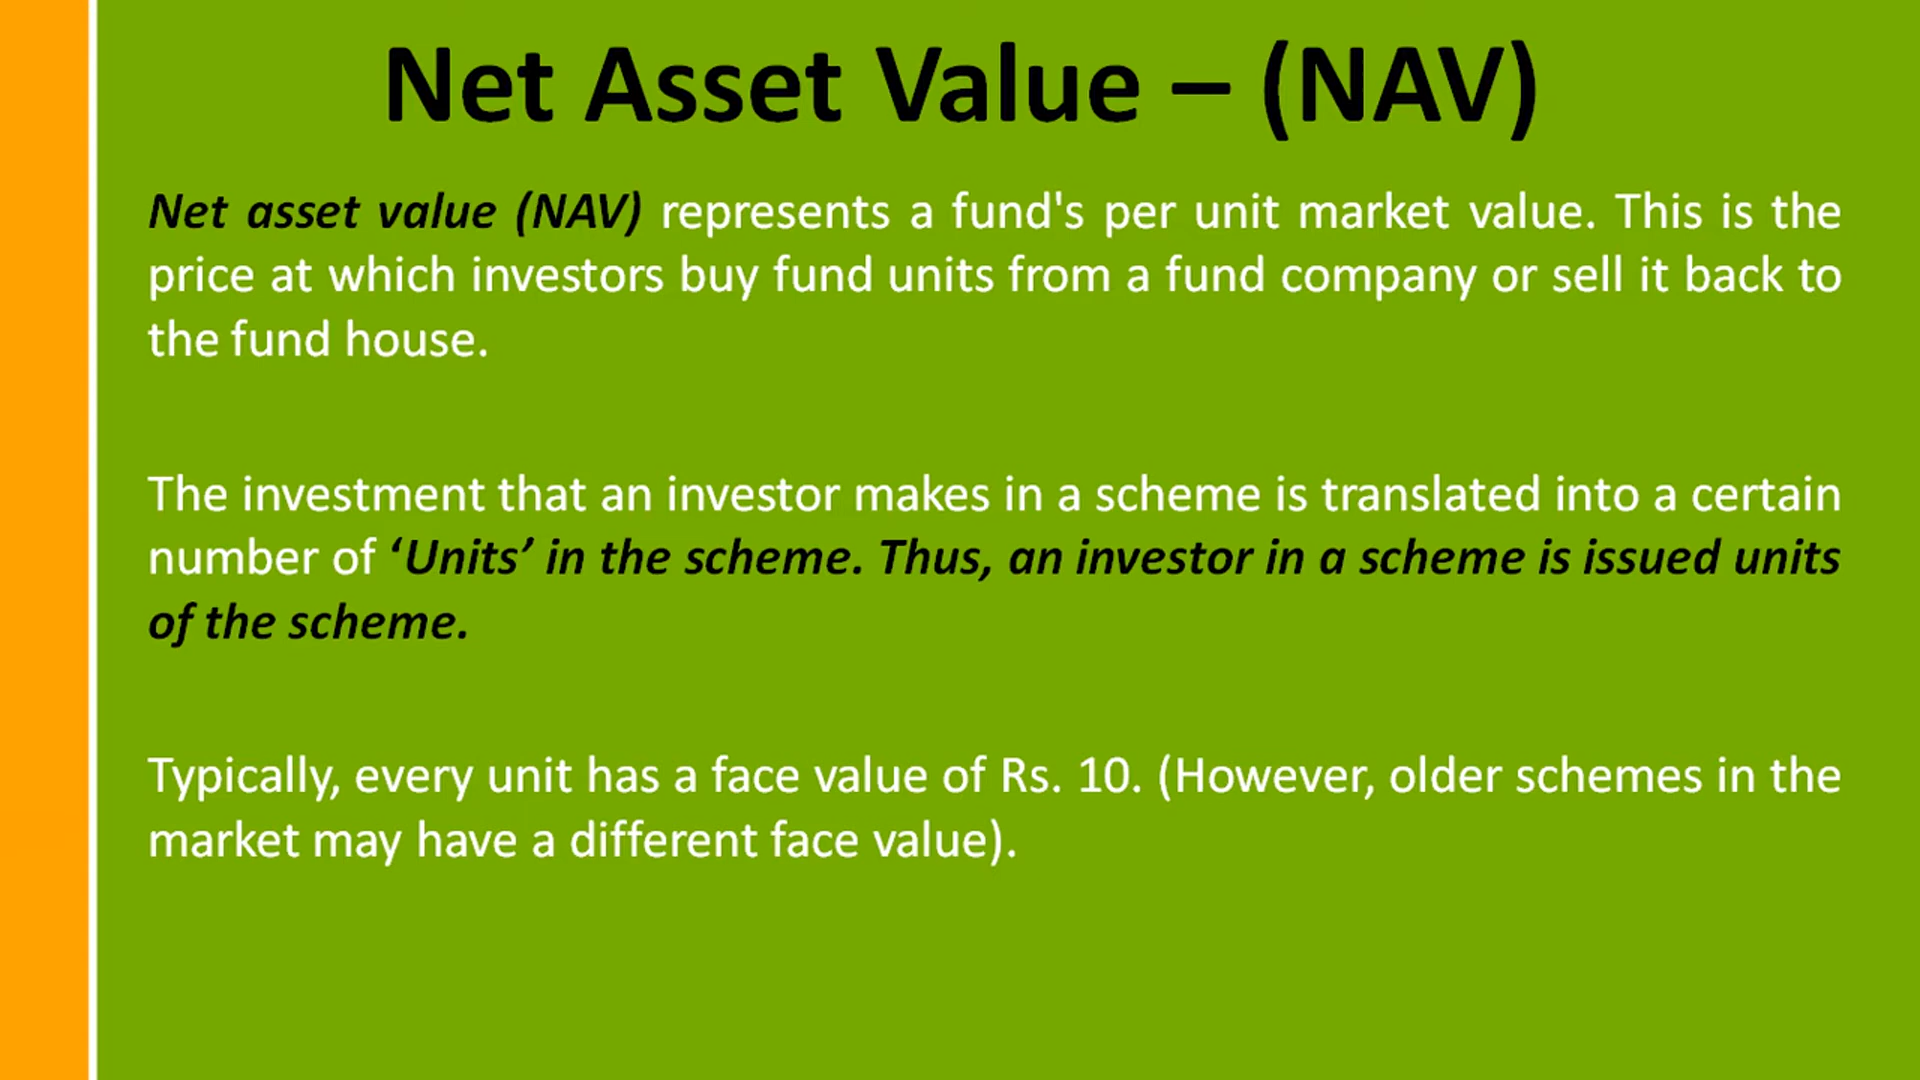 Net Asset Value – (NAV)
Net asset value (NAV) represents a fund's per unit market value. This is the
price at which investors buy fund units from a fund company or sell it back to
the fund house.
The investment that an investor makes in a scheme is translated into a certain
number of ‘Units’ in the scheme. Thus, an investor in a scheme is issued units
of the scheme.
Typically, every unit has a face value of Rs. 10. (However, older schemes in the
market may have a different face value).